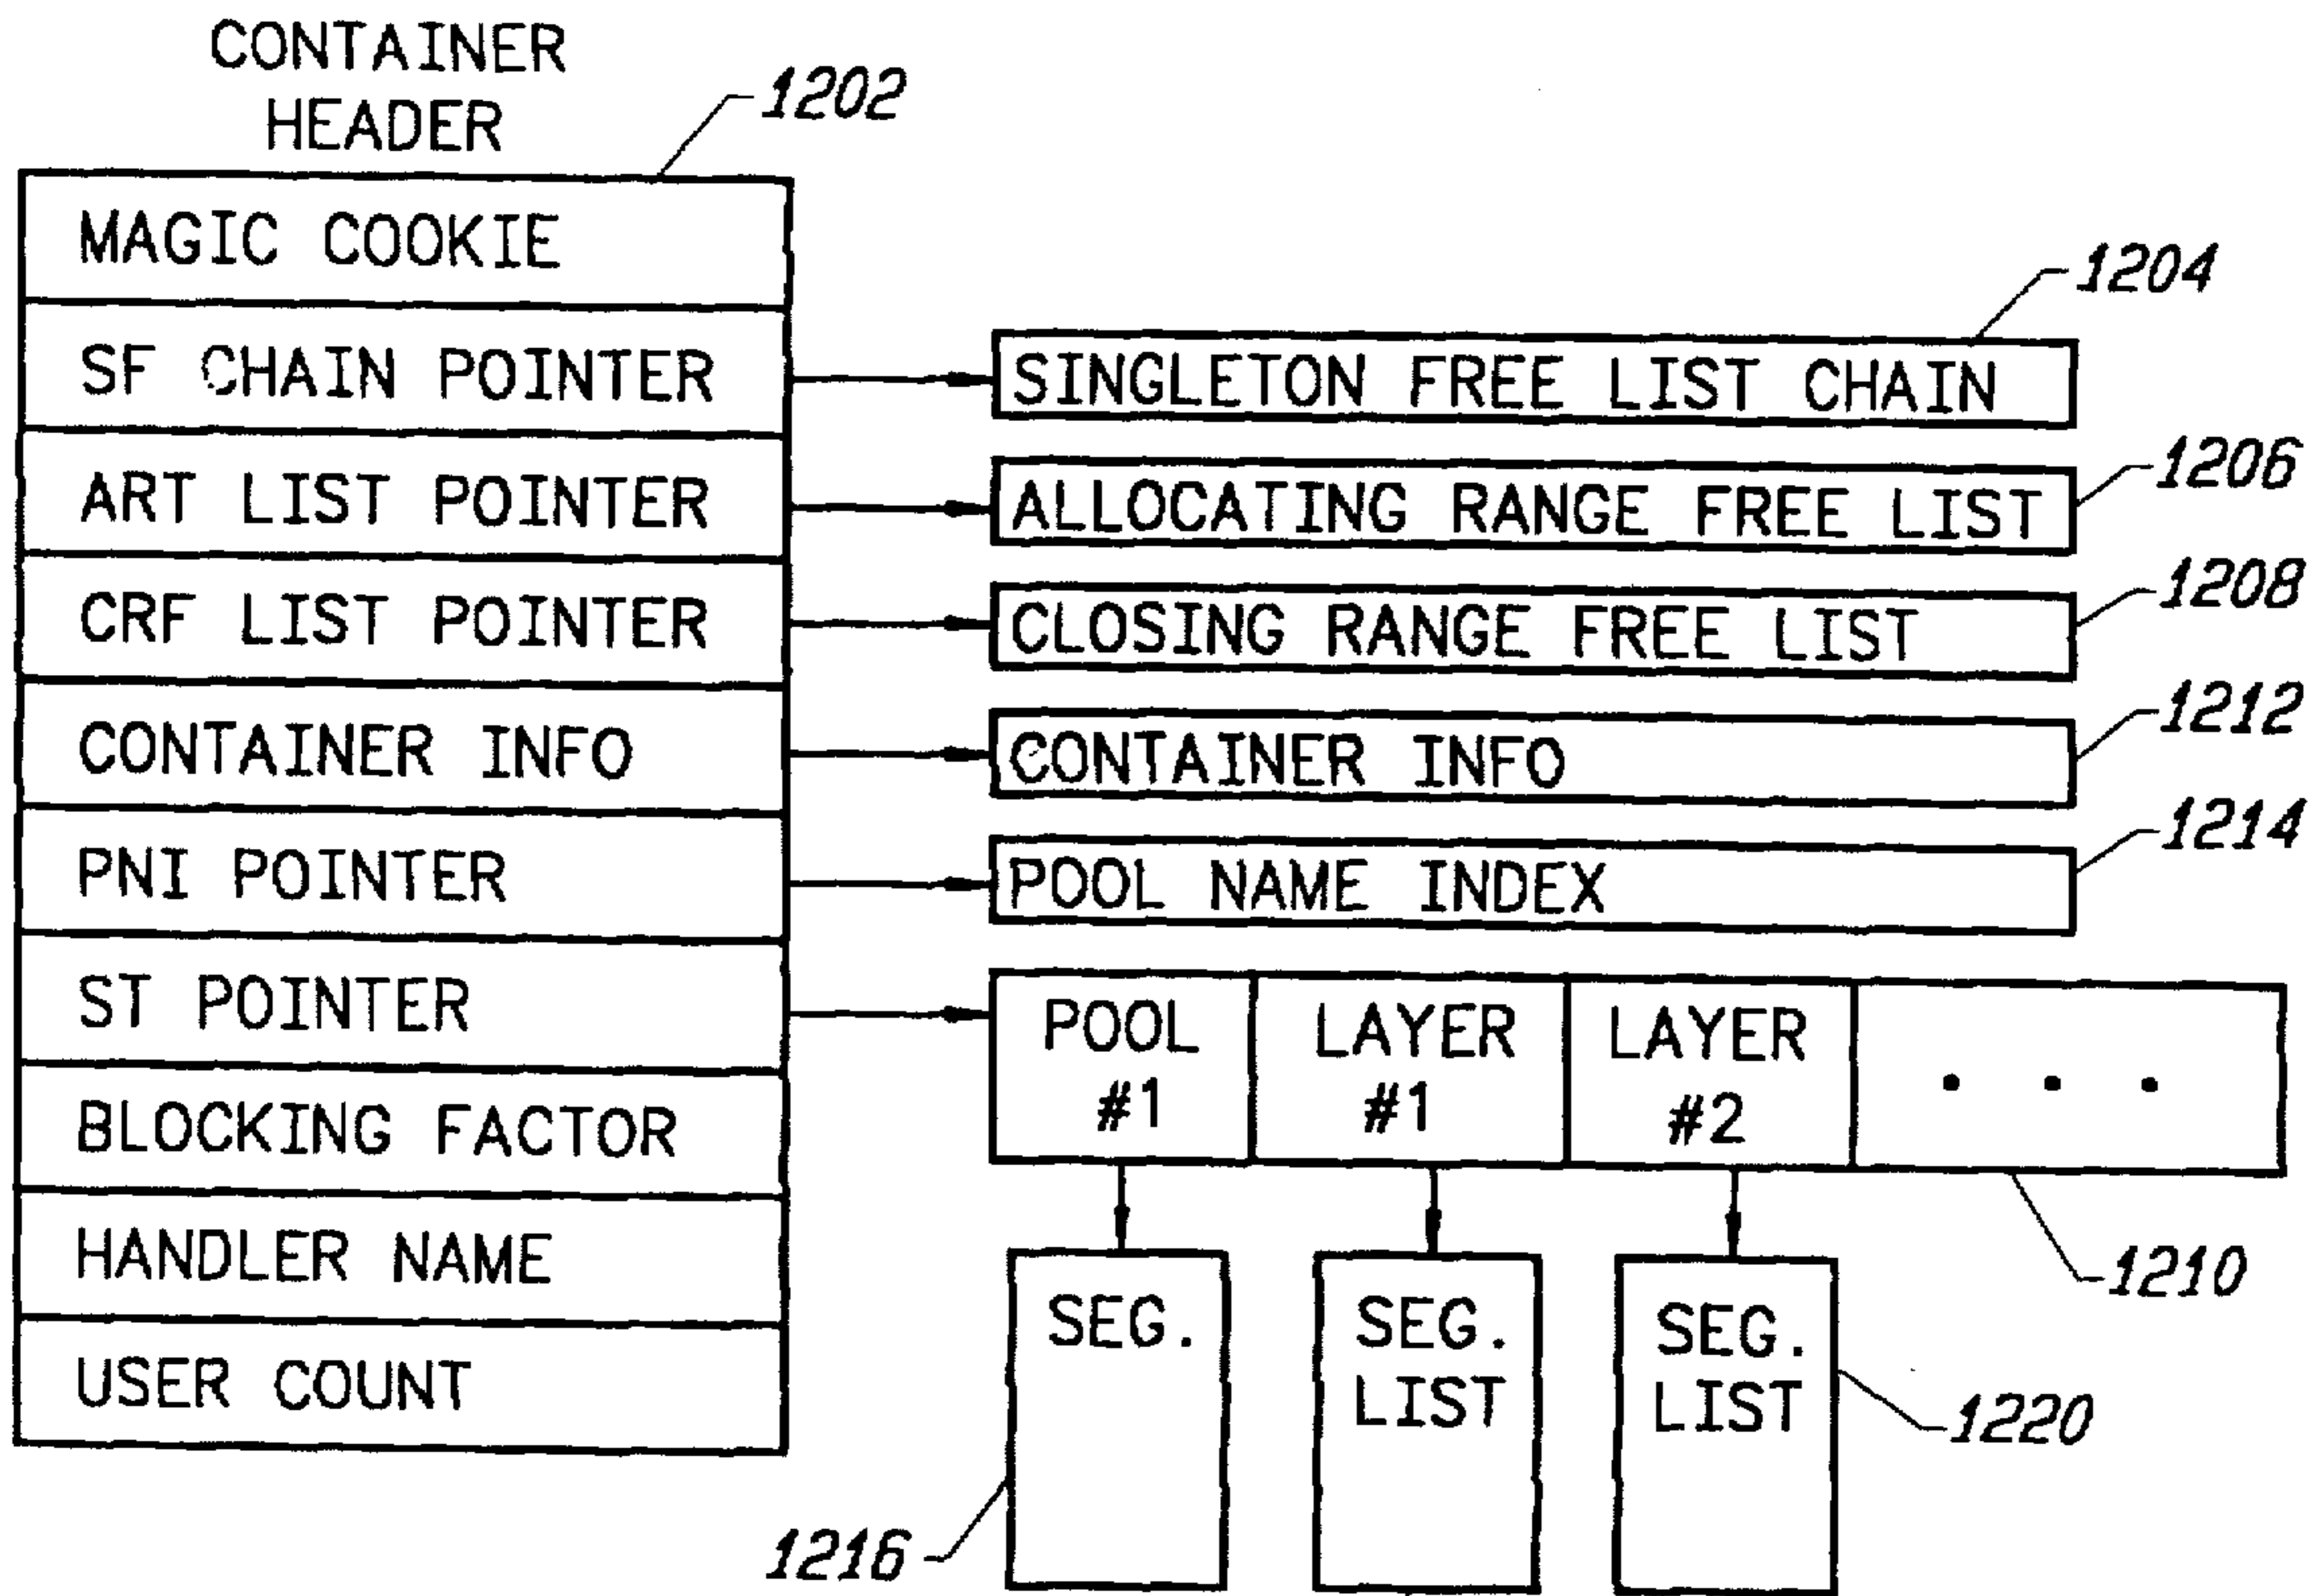 CONTAINER
HEADER
1202
MAGIC COOKIE
SF CHAIN POINTER
ART LIST POINTER
CRF LIST POINTER
CONTAINER INFO
PNI POINTER
ST POINTER
BLOCKING FACTOR
HANDLER NAME
USER COUNT
1204
SINGLETON FREE LIST CHAIN
1206
ALLOCATING RANGE FREE LIST
1208
CLOSING RANGE FREE LIST
1212
CONTAINER INFO
1214
POOL NAME INDEX
POOL
#1
LAYER
#1
LAYER
#2
. . .
1210
SEG.
1216
SEG.
LIST
SEG.
LIST
1220